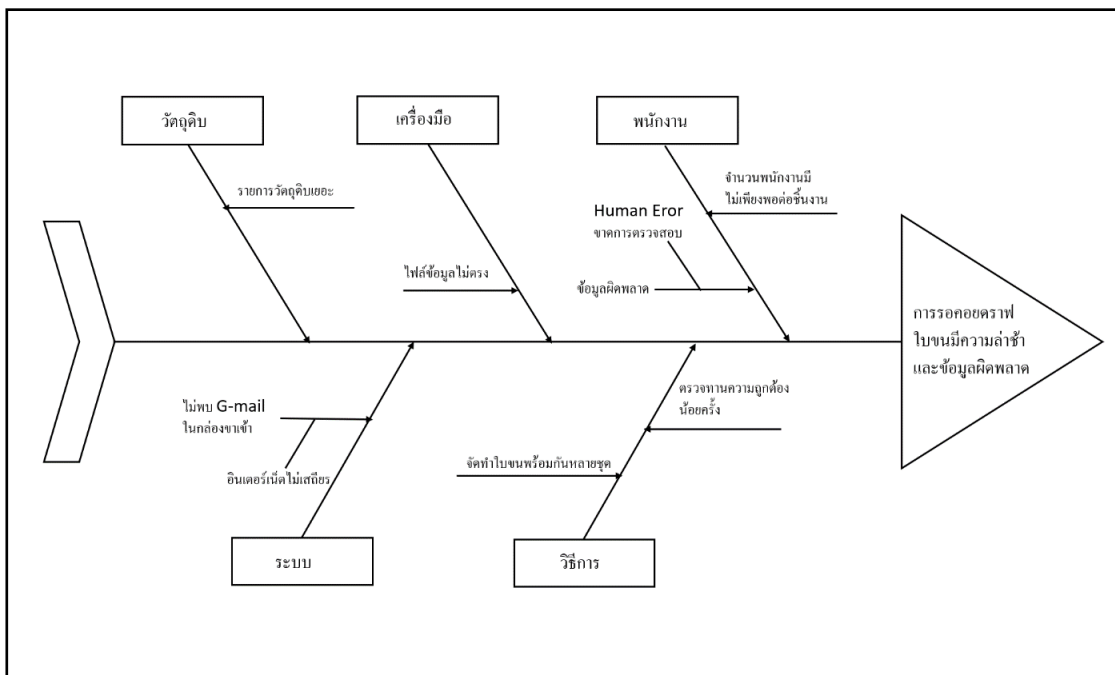 วัตถุดิบ
เครื่องมือ
พนักงาน
รายการวัตถุดิบเยอะ
จำนวนพนักงานมี
ไม่เพียงพอต่อชิ้นงาน
Human Eror
ขาดการตรวจสอบ
ไฟล์ข้อมูลไม่ตรง
ข้อมูลผิดพลาด
การรอคอยดราฟ
ใบขนมีความล่าช้า
และข้อมูลผิดพลาด
ไม่พบ G-mail
ในกล่องขาเข้า
อินเตอร์เน็ตไม่เสถียร
ตรวจทานความถูกต้อง
น้อยครั้ง
จัดทำใบขนพร้อมกันหลายชุด
ระบบ
วิธีการ